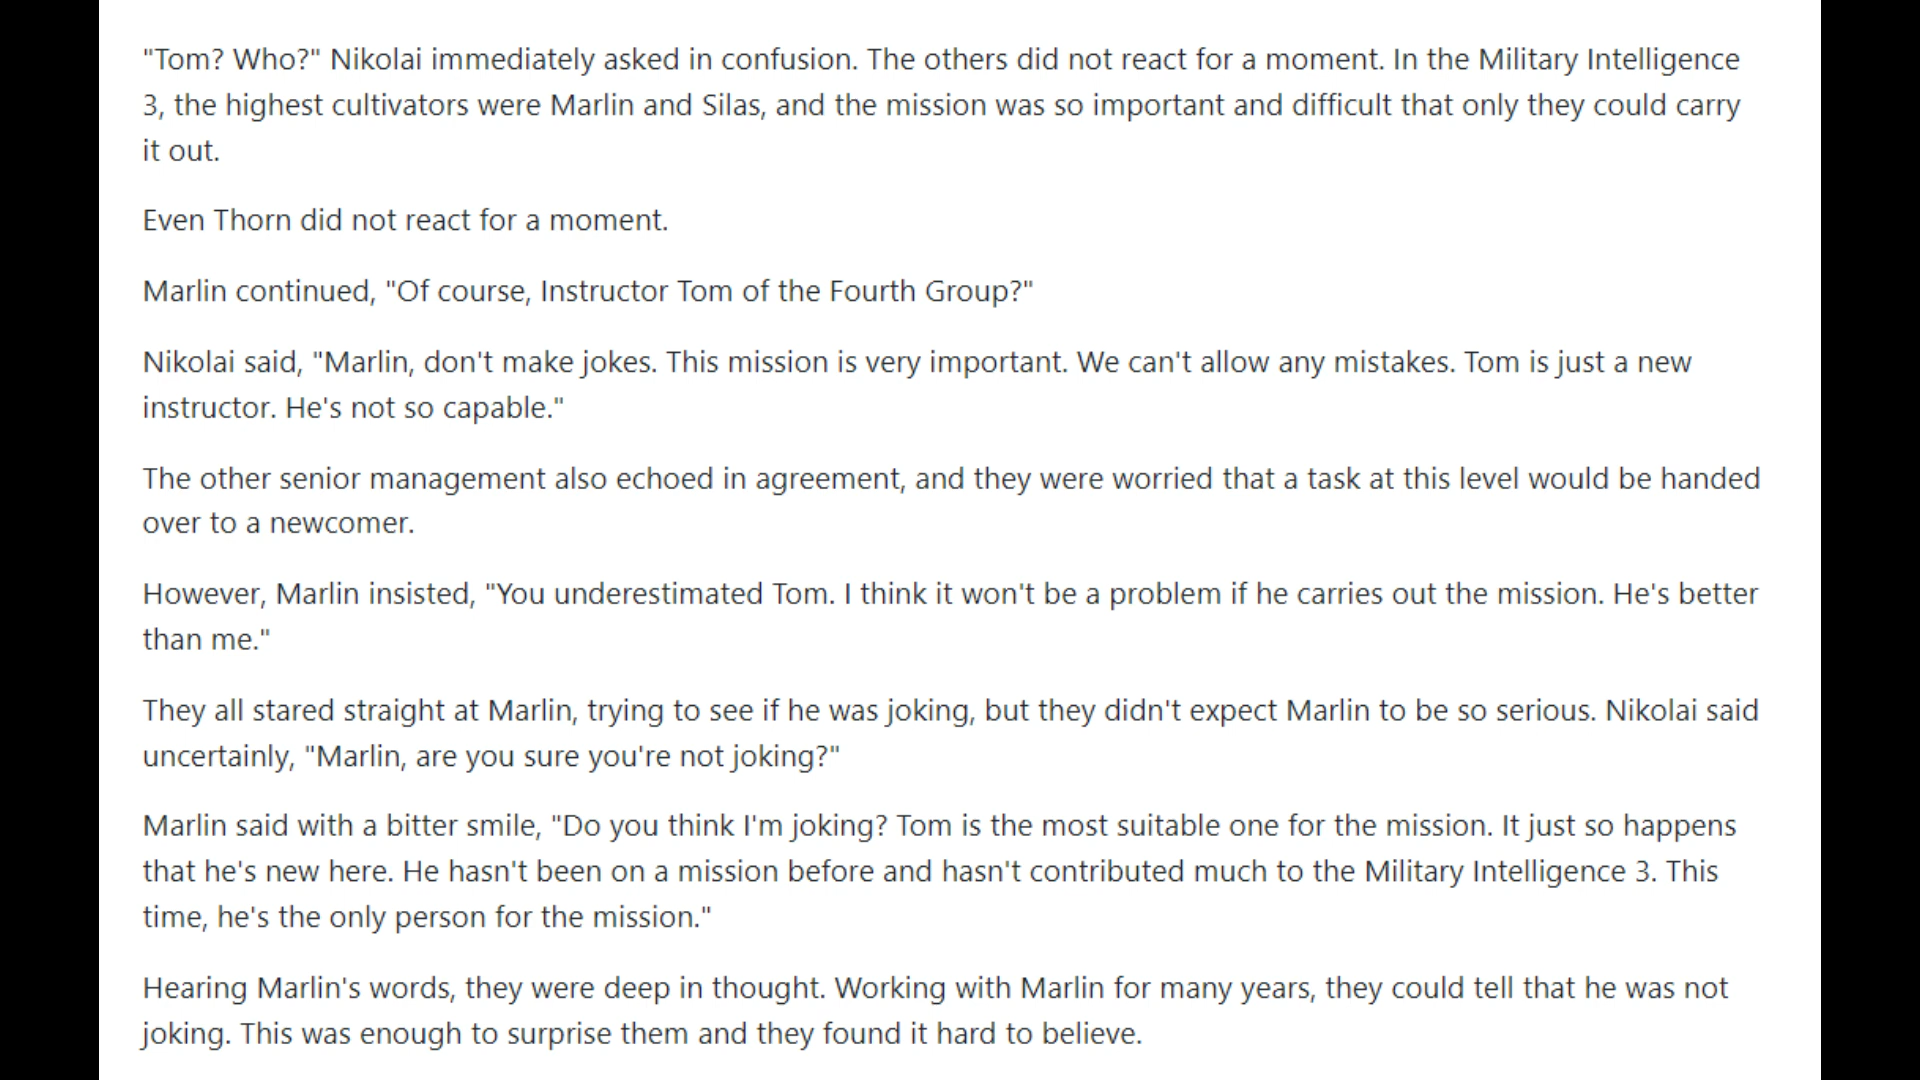 "Tom? Who?" Nikolai immediately asked in confusion. The others did not react for a moment. In the Military Intelligence
3, the highest cultivators were Marlin and Silas, and the mission was so important and difficult that only they could carry
it out.
Even Thorn did not react for a moment.
Marlin continued, "Of course, Instructor Tom of the Fourth Group?"
Nikolai said, "Marlin, don't make jokes. This mission is very important. We can't allow any mistakes. Tom is just a new
instructor. He's not so capable."
The other senior management also echoed in agreement, and they were worried that a task at this level would be handed
over to a newcomer.
However, Marlin insisted, "You underestimated Tom. I think it won't be a problem if he carries out the mission. He's better
than me."
They all stared straight at Marlin, trying to see if he was joking, but they didn't expect Marlin to be so serious. Nikolai said
uncertainly, "Marlin, are you sure you're not joking?"
Marlin said with a bitter smile, "Do you think I'm joking? Tom is the most suitable one for the mission. It just so happens
that he's new here. He hasn't been on a mission before and hasn't contributed much to the Military Intelligence 3. This
time, he's the only person for the mission."
Hearing Marlin's words, they were deep in thought. Working with Marlin for many years, they could tell that he was not
joking. This was enough to surprise them and they found it hard to believe.